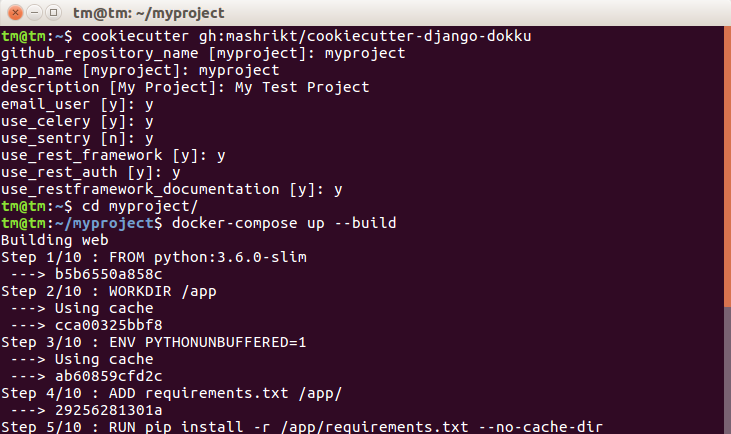 tm@tm: ~/myproject
tm@tm:~$ cookiecutter gh:mashrikt/cookiecutter-django-dokku
github_repository_name [myproject]: myproject
app_name [myproject]: myproject
description [My Project]: My Test Project
email_user [y]: y
use_celery [y]: y
use_sentry [n]: y
use_rest_framework [y]: y
use_rest_auth [y]: y
use_restframework_documentation [y]: y
tm@tm:~$ cd myproject/
tm@tm:~/myproject$ docker-compose up --build
Building web
Step 1/10 : FROM python:3.6.0-slim
 ---> b5b6550a858c
Step 2/10 : WORKDIR /app
 ---> Using cache
 ---> cca00325bbf8
Step 3/10 : ENV PYTHONUNBUFFERED=1
 ---> Using cache
 ---> ab60859cfd2c
Step 4/10 : ADD requirements.txt /app/
 ---> 29256281301a
Step 5/10 : RUN pip install -r /app/requirements.txt --no-cache-dir